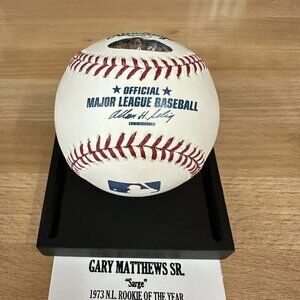 OFFICIAL
MAJOR LEAGUE BASEBALL
COMMISSIONER
GARY MATTHEWS SR.
"Sarge"
1973 N.L. ROOKIE OF THE YEAR